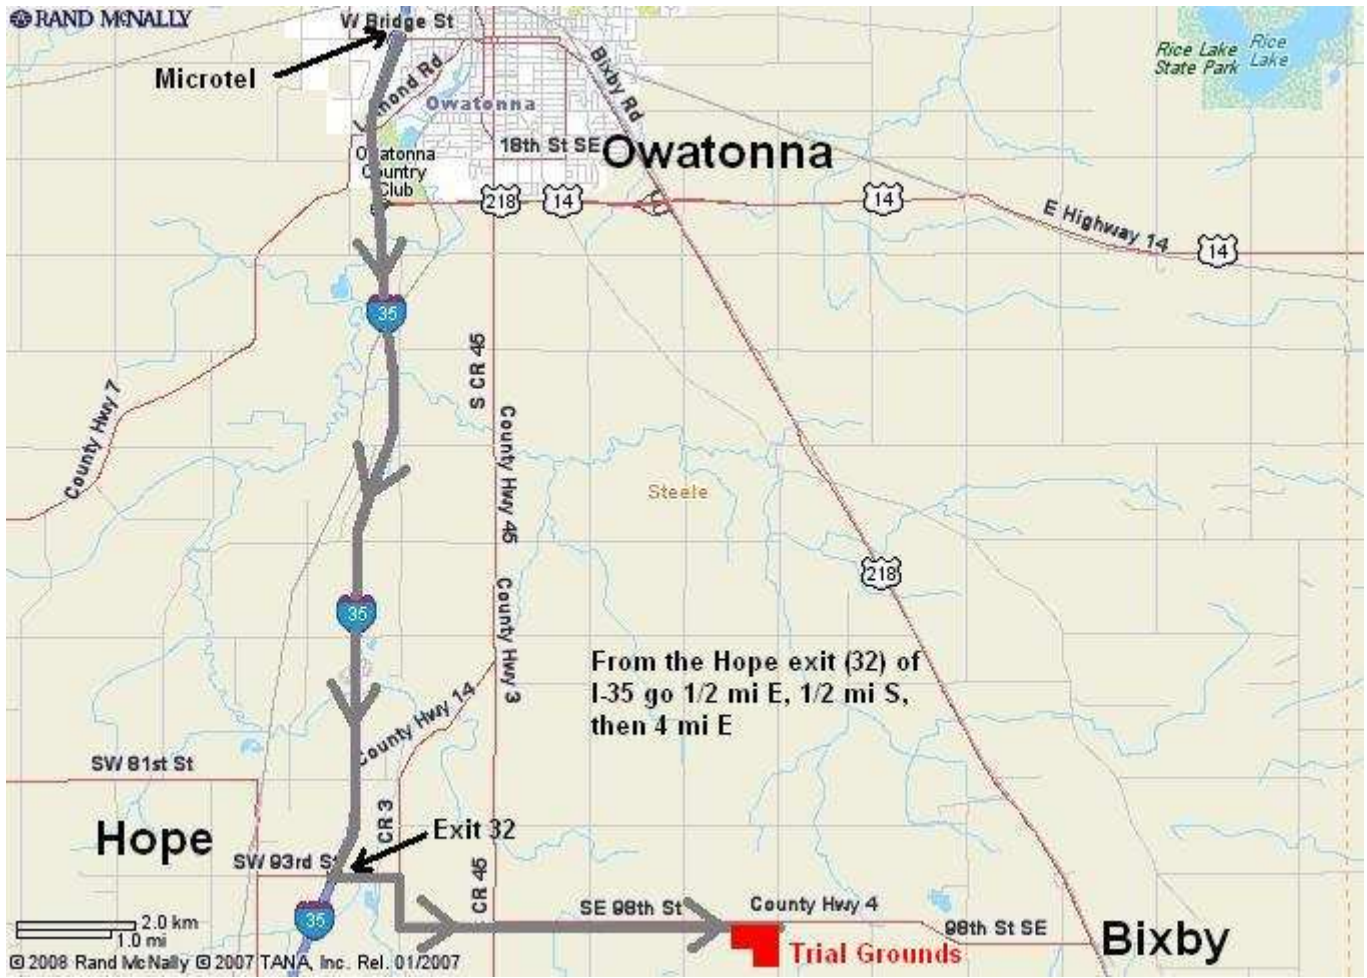 RAND McNALLY
W Bridge St
Microtel
Bixby Rd
Rice Lake
State Park
Rice
Lake
Owatonna
18th St SE
Owatonna
Owatonna
Country
Club
218
14
14
E Highway 14
14
35
S CR 45
County Hwy 7
County Hwy 45
Steele
218
35
County Hwy 3
From the Hope exit (32) of
I-35 go 1/2 mi E, 1/2 mi S,
then 4 mi E
County Hwy 14
SW 81st St
CR 3
Hope
Exit 32
SW 93rd St
CR 45
SE 98th St
County Hwy 4
98th St SE
35
Bixby
Trial Grounds
2.0 km
1.0 mi
© 2008 Rand McNally © 2007 TANA, Inc. Rel. 01/2007